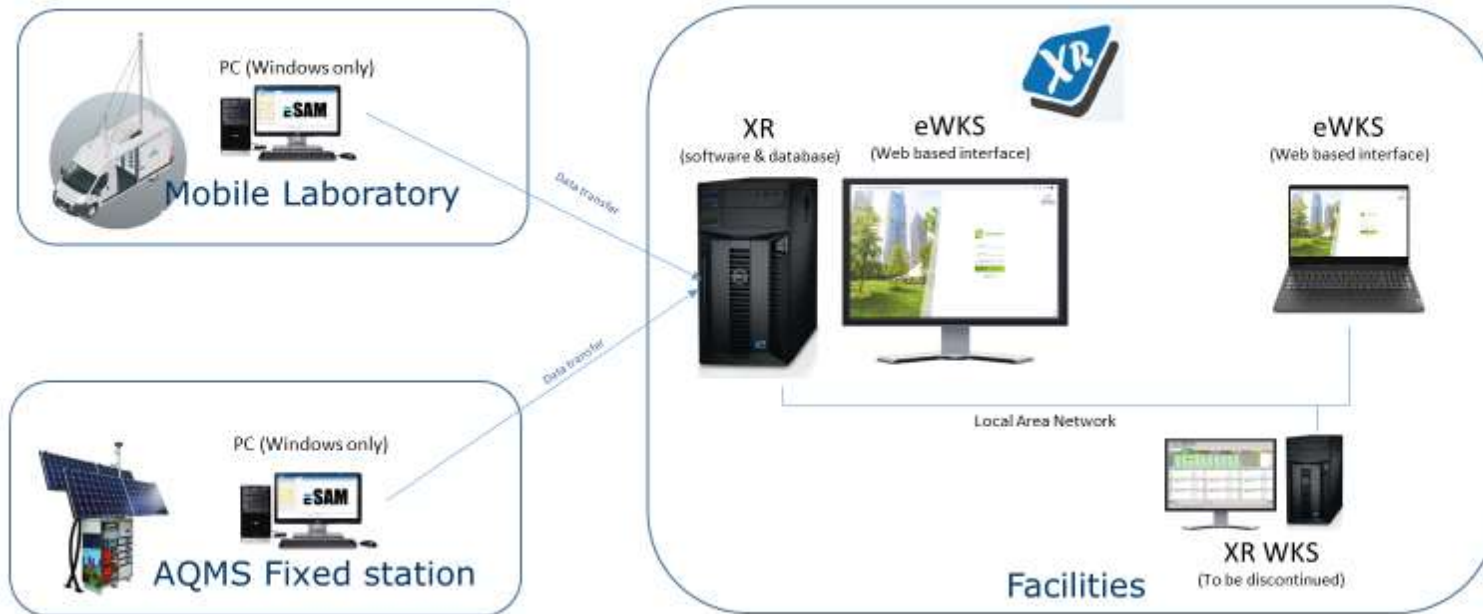 PC (Windows only)
eSAM
Mobile Laboratory
Data transfer
PC (Windows only)
eSAM
AQMS Fixed station
Data transfer
XR
XR
(software & database)
eWKS
(Web based interface)
eWKS
(Web based interface)
Local Area Network
XR WKS
(To be discontinued)
Facilities